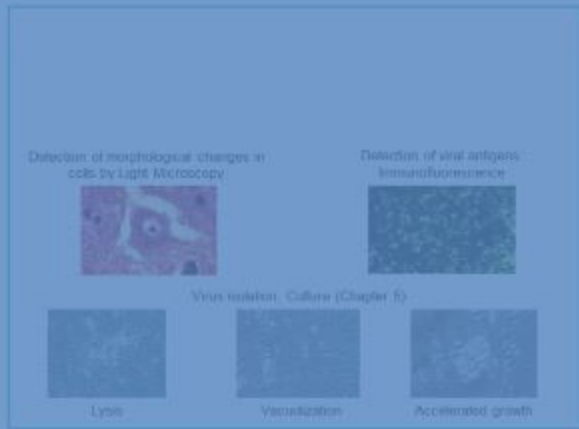 Detection of morphological changes in
cells by Light Microscopy
Detection of viral antigens
Immunofluorescence
Virus isolation Culture (Chapter 5)
Lysis
Vacuolization
Accelerated growth